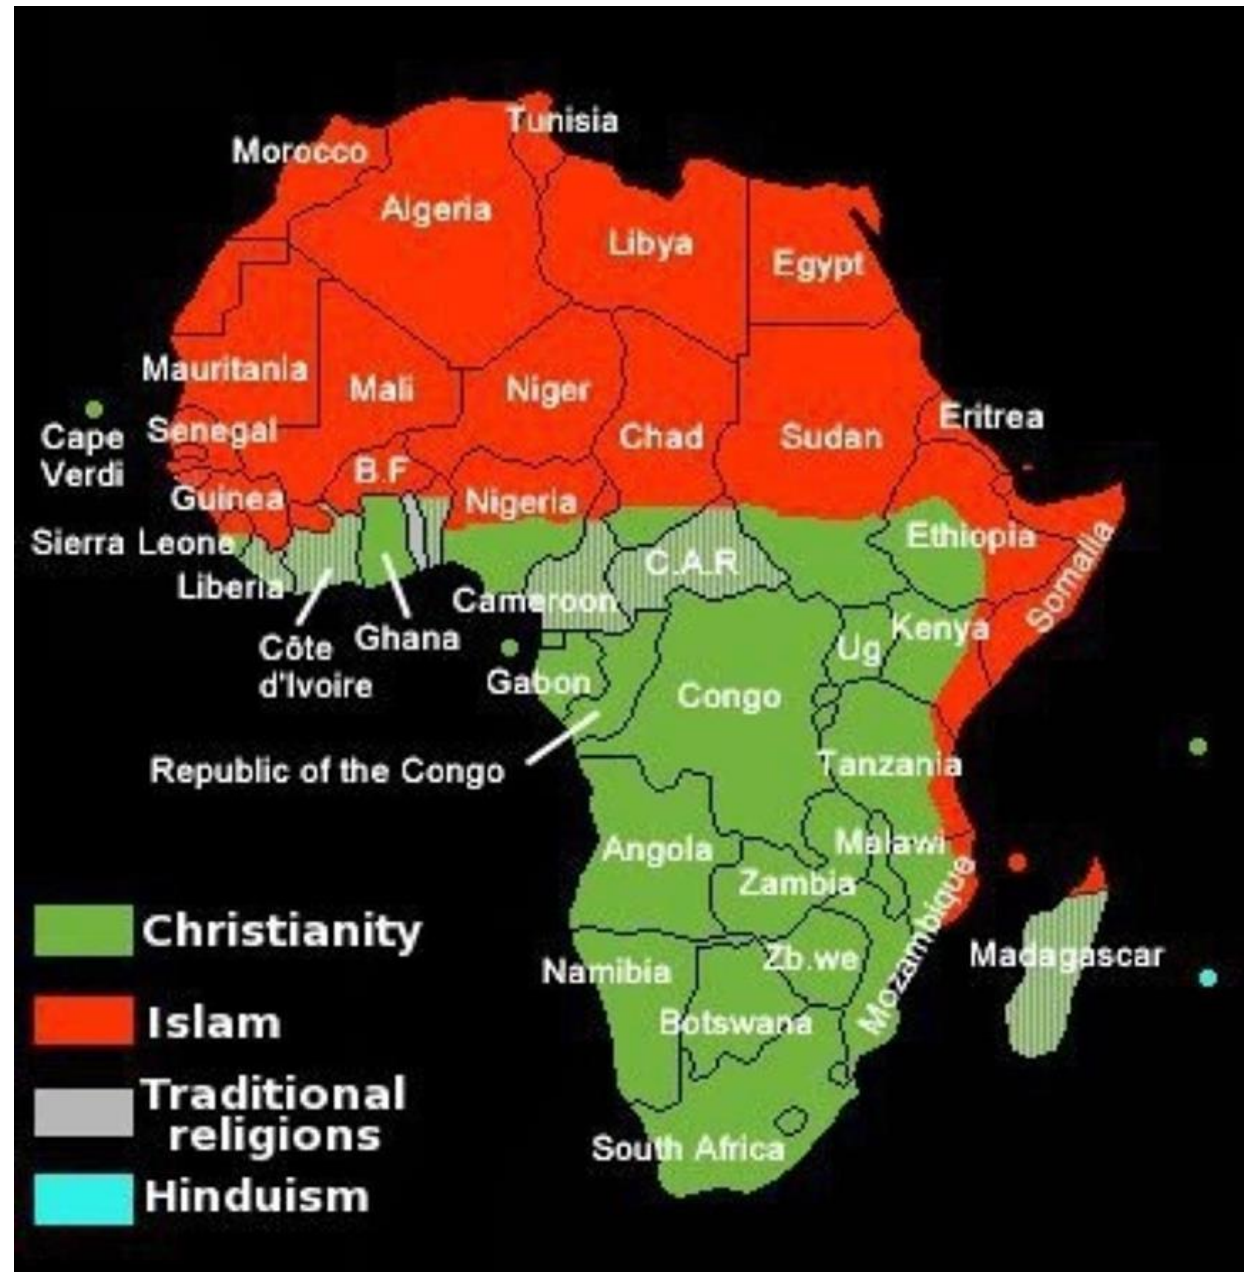 Tunisia
Morocco
Algeria
Libya
Egypt
Mauritania
Mali
Niger
Chad
Sudan
Eritrea
Cape
Verdi
Senegal
B.F
Guinea
Nigeria
Sierra Leone
Ethiopia
C.A.R
Somalia
Liberia
Cameroon
Côte
d'Ivoire
Ghana
Kenya
Ug
Gabon
Congo
Republic of the Congo
Tanzania
Angola
Malawi
Zambia
Mozambique
Madagascar
Namibia
Zb.we
Botswana
South Africa
Christianity
Islam
Traditional
religions
Hinduism